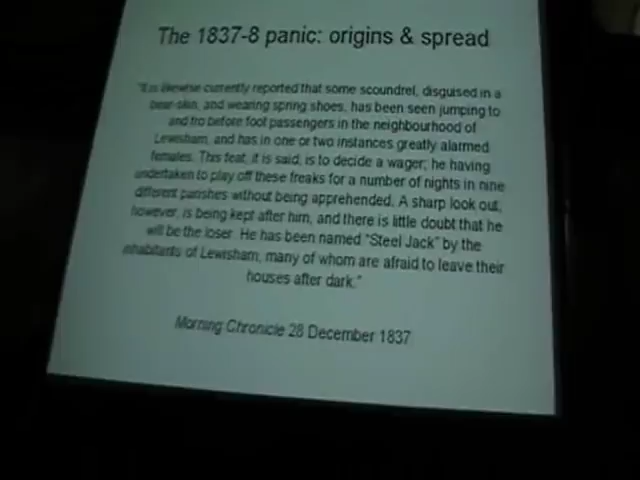 The 1837-8 panic: origins & spread
"It is likewise currently reported that some scoundrel, disguised in a
bear-skin, and wearing spring shoes, has been seen jumping to
and fro before foot passengers in the neighbourhood of
Lewisham, and has in one or two instances greatly alarmed
females. This feat, it is said, is to decide a wager; he having
undertaken to play off these freaks for a number of nights in nine
different parishes without being apprehended. A sharp look out,
however, is being kept after him, and there is little doubt that he
will be the loser. He has been named "Steel Jack" by the
inhabitants of Lewisham, many of whom are afraid to leave their
houses after dark."
Morning Chronicle 28 December 1837